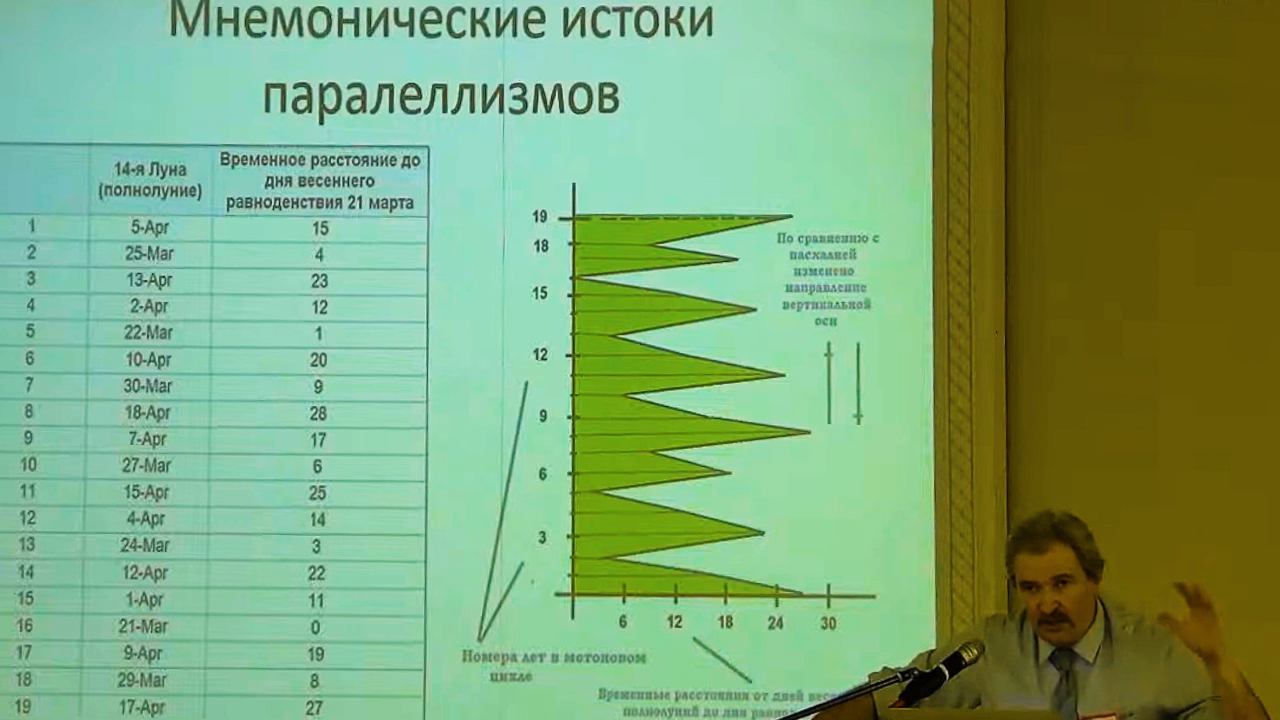 Мнемонические истоки
паралеллизмов
14-я Луна
(полнолуние)
Временное расстояние до
дня весеннего
равноденствия 21 марта
1 5-Apr 15
2 25-Mar 4
3 13-Apr 23
4 2-Apr 12
5 22-Mar 1
6 10-Apr 20
7 30-Mar 9
8 18-Apr 28
9 7-Apr 17
10 27-Mar 6
11 15-Apr 25
12 4-Apr 14
13 24-Mar 3
14 12-Apr 22
15 1-Apr 11
16 21-Mar 0
17 9-Apr 19
18 29-Mar 8
19 17-Apr 27
19
18
15
12
9
6
3
6 12 18 24 30
По сравнению с
пасхалией
изменено
направление
вертикальной
оси
Номера лет в метоновом
цикле
Временные расстояния от дней
полнолуний до дня